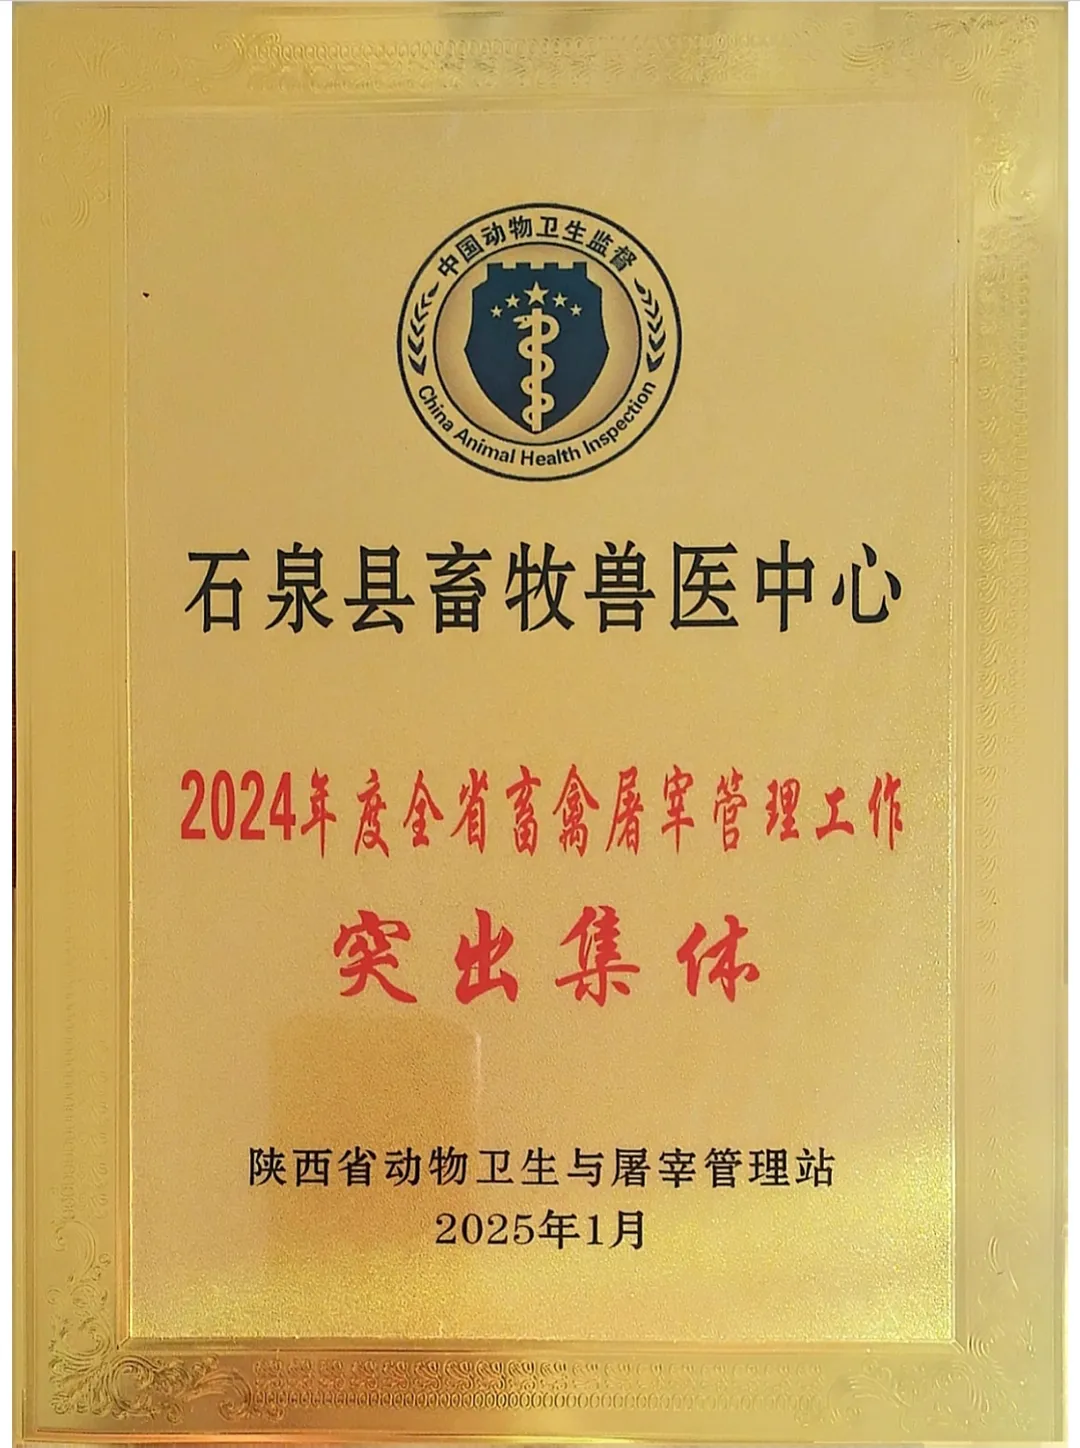 中国动物卫生监督
China Animal Health Inspection
石泉县畜牧兽医中心
2024年度全省畜禽屠宰管理工作
突出集体
陕西省动物卫生与屠宰管理站
2025年1月